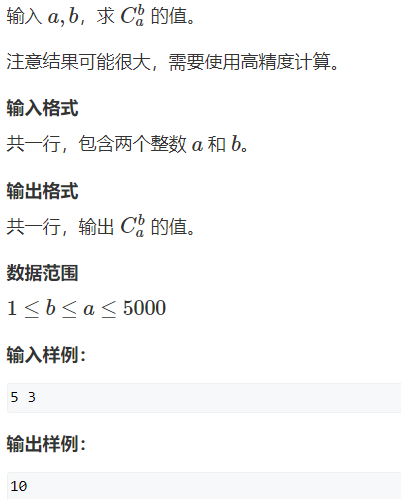 输入 a, b，求 C_a^b 的值。
注意结果可能很大，需要使用高精度计算。
输入格式
共一行，包含两个整数 a 和 b。
输出格式
共一行，输出 C_a^b 的值。
数据范围
1 ≤ b ≤ a ≤ 5000
输入样例：
5 3
输出样例：
10